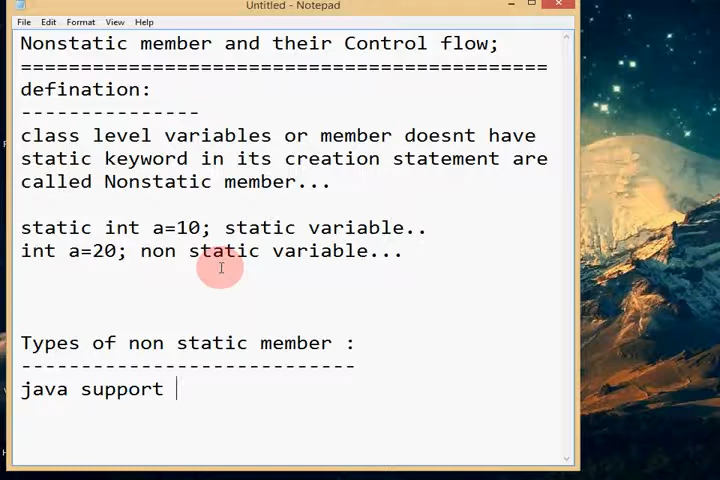 Untitled - Notepad
File Edit Format View Help
Nonstatic member and their Control flow;
============================================
defination:
---------------
class level variables or member doesnt have
static keyword in its creation statement are
called Nonstatic member...
static int a=10; static variable..
int a=20; non static variable...
Types of non static member :
----------------------------
java support